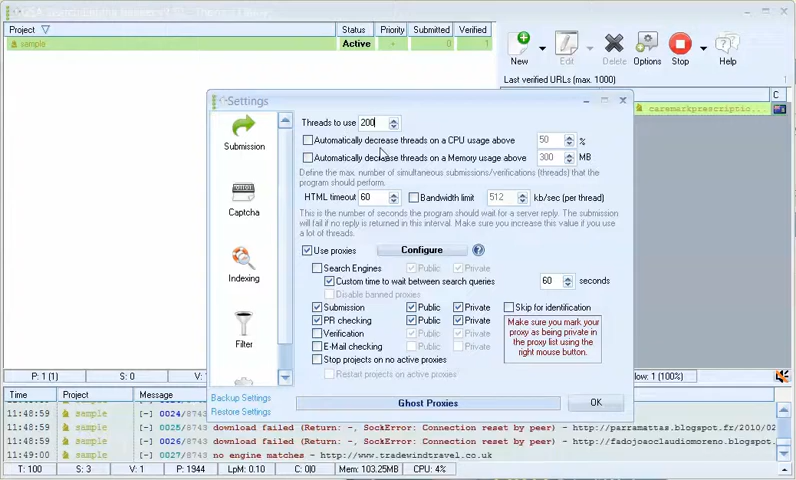 Project
Status
Priority
Submitted
Verified
sample
Active
+
0
1
New
Edit
Delete
Options
Stop
Help
Last verified URLs (max. 1000)
C
caremarkprescriptio...
Settings
Submission
Captcha
Indexing
Filter
Backup Settings
Restore Settings
Threads to use 200
Automatically decrease threads on a CPU usage above 50 %
Automatically decrease threads on a Memory usage above 300 MB
Define the max. number of simultaneous submissions/verifications (threads) that the
program should perform.
HTML timeout 60 Bandwidth limit 512 kb/sec (per thread)
This is the number of seconds the program should wait for a server reply. The submission
will fail if no reply is returned in this interval. Make sure you increase this value if you use
a lot of threads.
Use proxies Configure
Search Engines Public Private
Custom time to wait between search queries 60 seconds
Disable banned proxies
Submission Public Private Skip for identification
PR checking Public Private
Verification Public Private
E-Mail checking Public Private
Stop projects on no active proxies
Restart projects on active proxies
Make sure you mark your
proxy as being private in
the proxy list using the
right mouse button.
Ghost Proxies
OK
P: 1 (1)
S: 0
V: 1
low: 1 (100%)
Time Project Message
11:48:59 sample [-] 0024/8743
11:48:59 sample [-] 0025/8743 download failed (Return: -, SockError: Connection reset by peer) - http://parramattas.blogspot.fr/2010/02
11:48:59 sample [-] 0026/8743 download failed (Return: -, SockError: Connection reset by peer) - http://fadojoaoclaudiomoreno.blogspot.
11:49:00 sample [-] 0027/8743 no engine matches - http://www.tradewindtravel.co.uk
T: 100 S: 3 V: 1 P: 1944 LpM: 0.10 C: 0|0 Mem: 103.25MB CPU: 4%